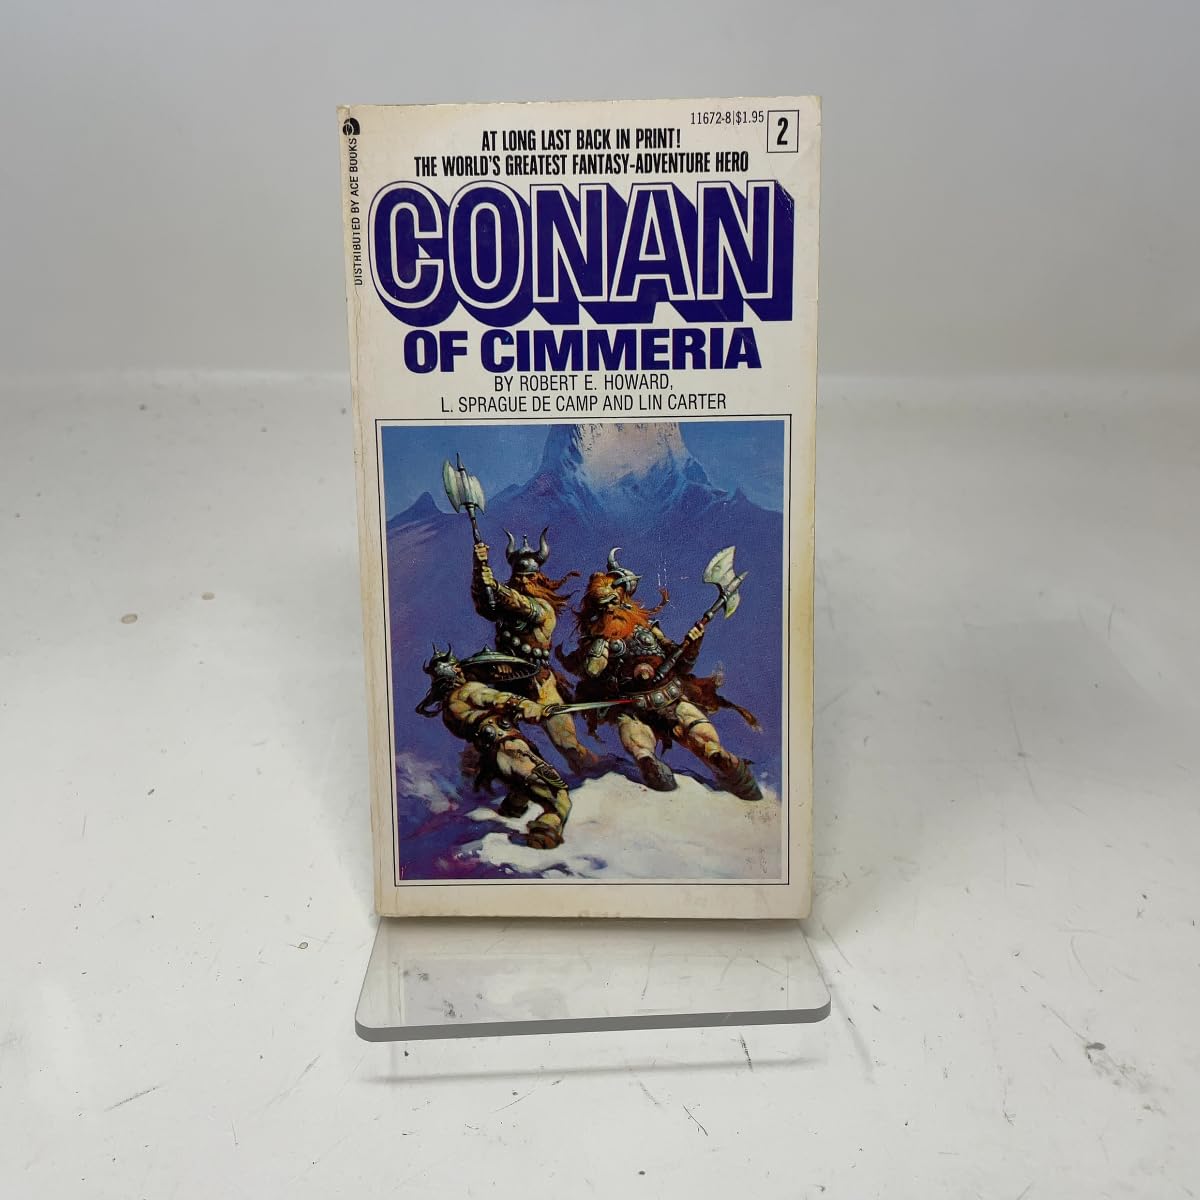 11672-8|$1.95
2
AT LONG LAST BACK IN PRINT!
THE WORLD'S GREATEST FANTASY-ADVENTURE HERO
DISTRIBUTED BY ACE BOOKS
CONAN
OF CIMMERIA
BY ROBERT E. HOWARD,
L. SPRAGUE DE CAMP AND LIN CARTER